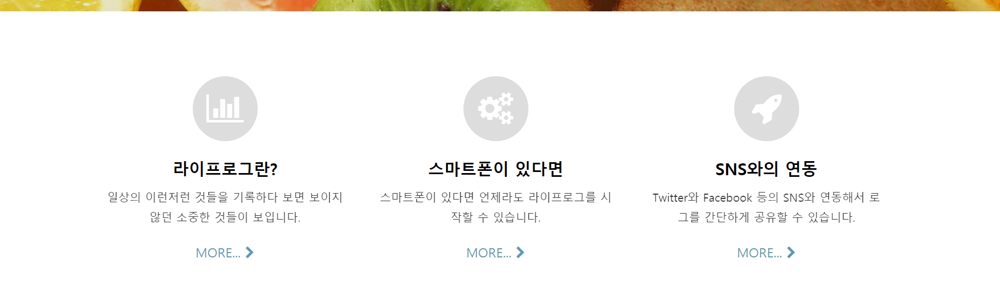 라이프로그란?
일상의 이런저런 것들을 기록하다 보면 보이지
않던 소중한 것들이 보입니다.
MORE...
스마트폰이 있다면
스마트폰이 있다면 언제라도 라이프로그를 시
작할 수 있습니다.
MORE...
SNS와의 연동
Twitter와 Facebook 등의 SNS와 연동해서 로
그를 간단하게 공유할 수 있습니다.
MORE...